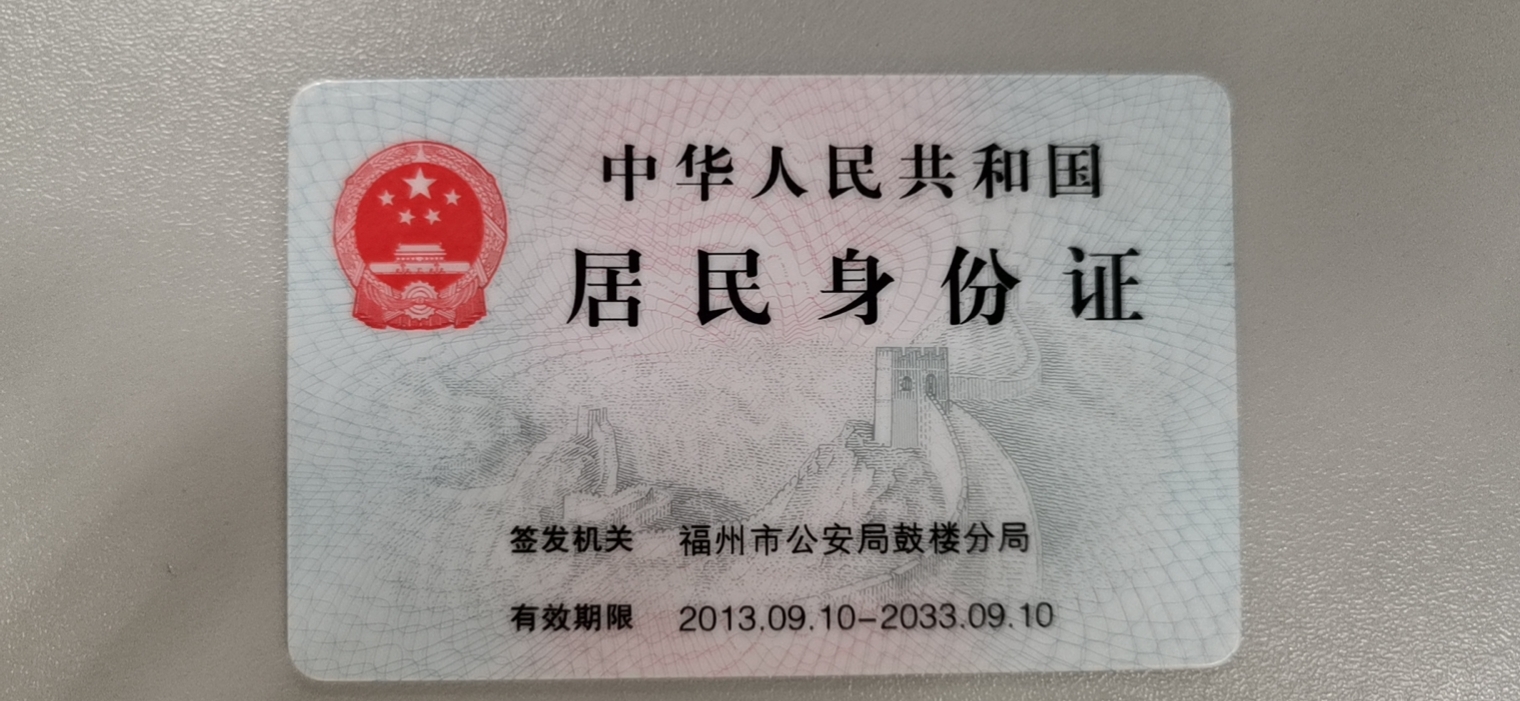 中华人民共和国
居民身份证
签发机关 福州市公安局鼓楼分局
有效期限 2013.09.10-2033.09.10